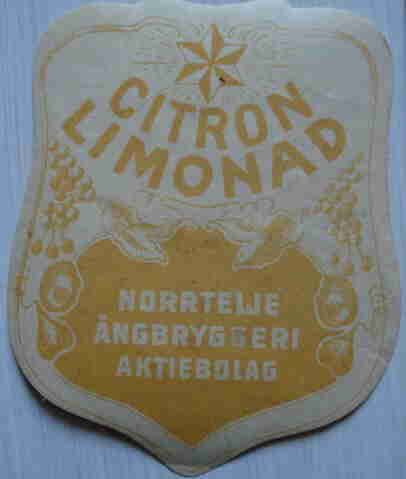 CITRON
LIMONAD
NORRTELJE
ÅNGBRYGGERI
AKTIEBOLAG